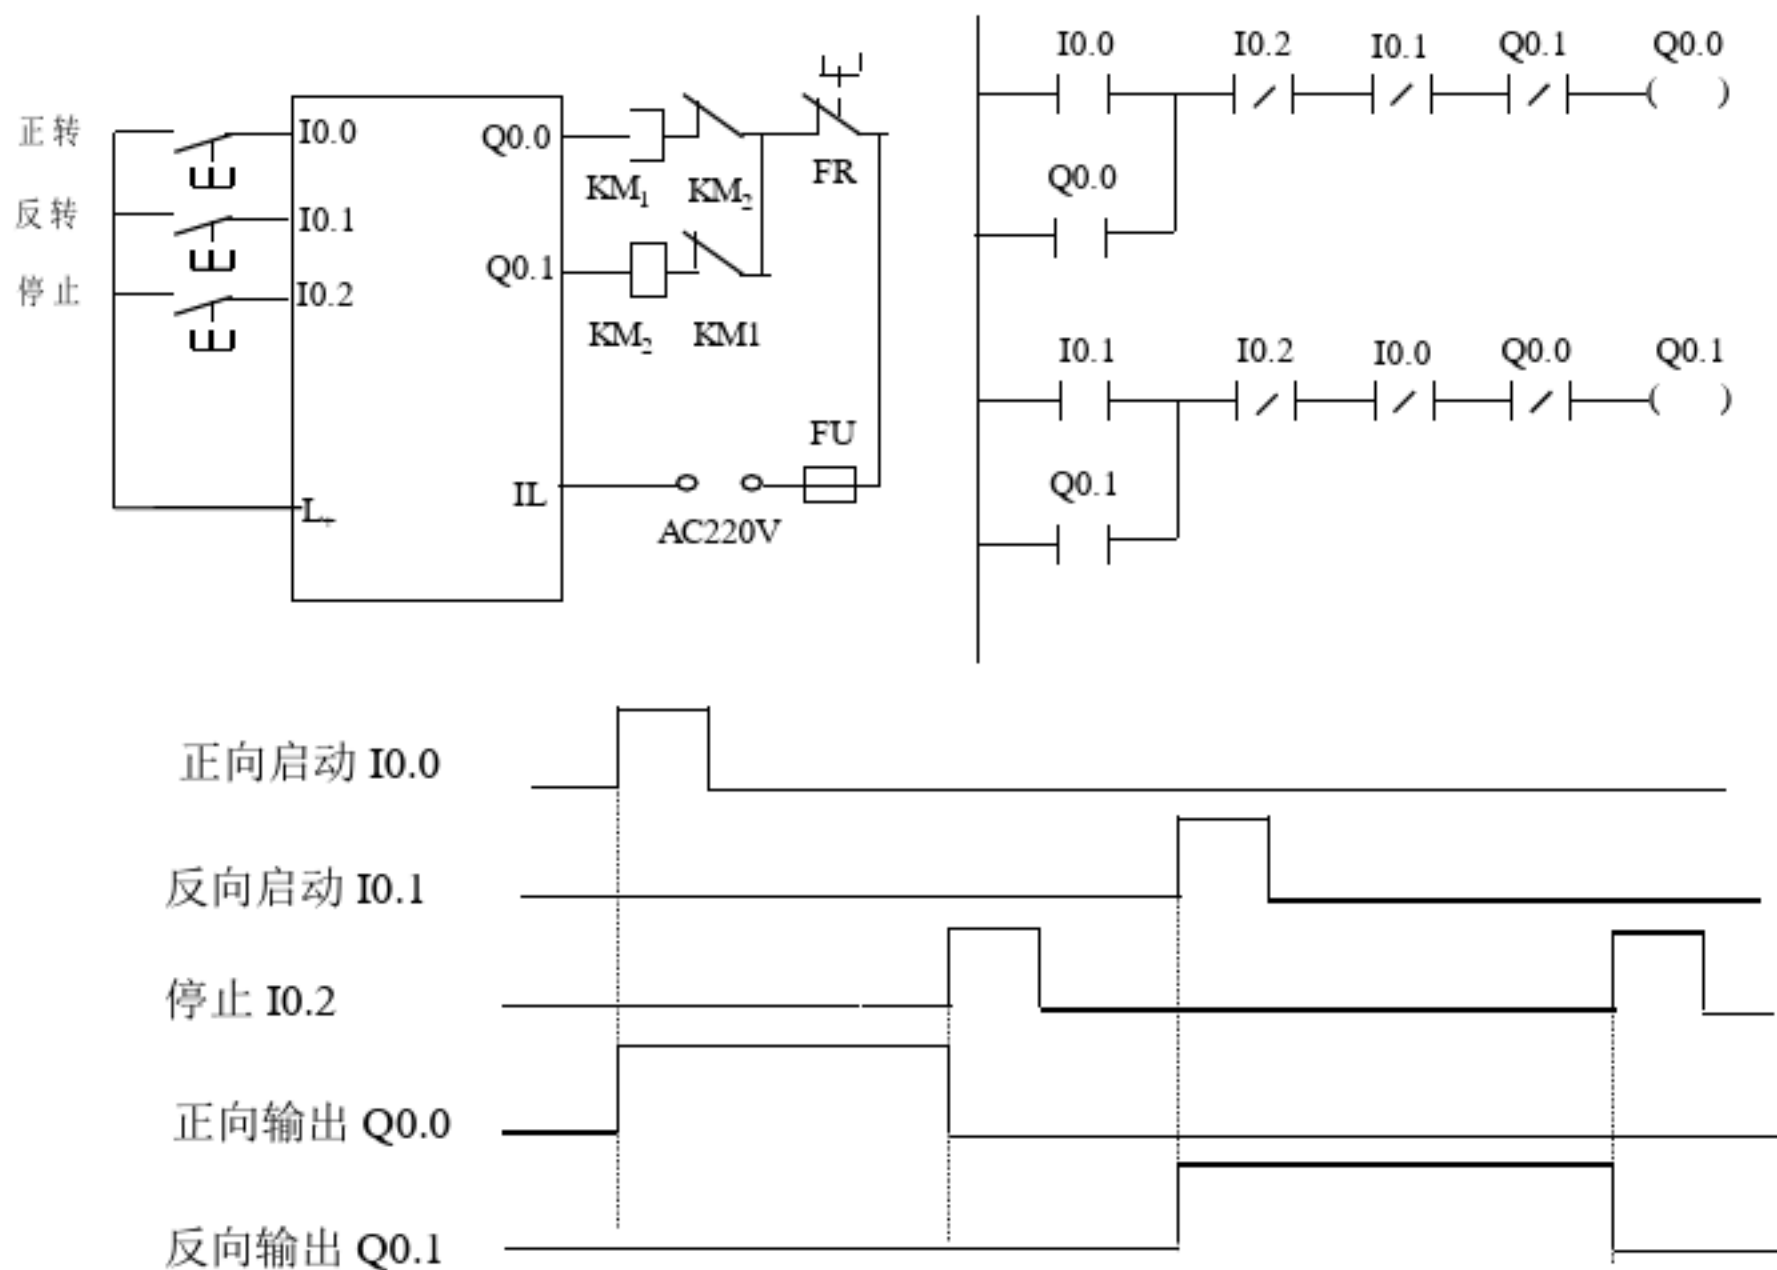 正转
I0.0
Q0.0
KM₁
KM₂
FR
反转
I0.1
Q0.1
停止
I0.2
KM₂
KM1
FU
L+
IL
AC220V
I0.0 I0.2 I0.1 Q0.1 Q0.0
Q0.0
I0.1 I0.2 I0.0 Q0.0 Q0.1
Q0.1
正向启动 I0.0
反向启动 I0.1
停止 I0.2
正向输出 Q0.0
反向输出 Q0.1